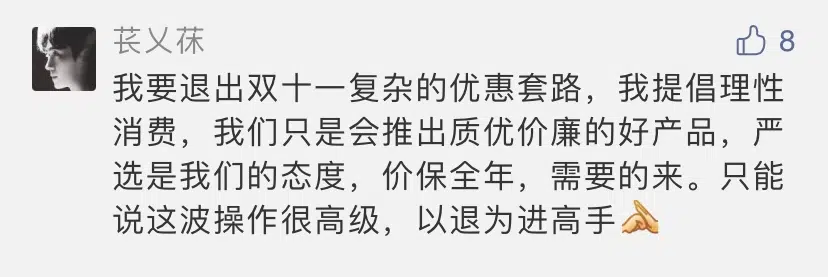 苌乂莯 8
我要退出双十一复杂的优惠套路，我提倡理性
消费，我们只是会推出质优价廉的好产品，严
选是我们的态度，价保全年，需要的来。只能
说这波操作很高级，以退为进高手